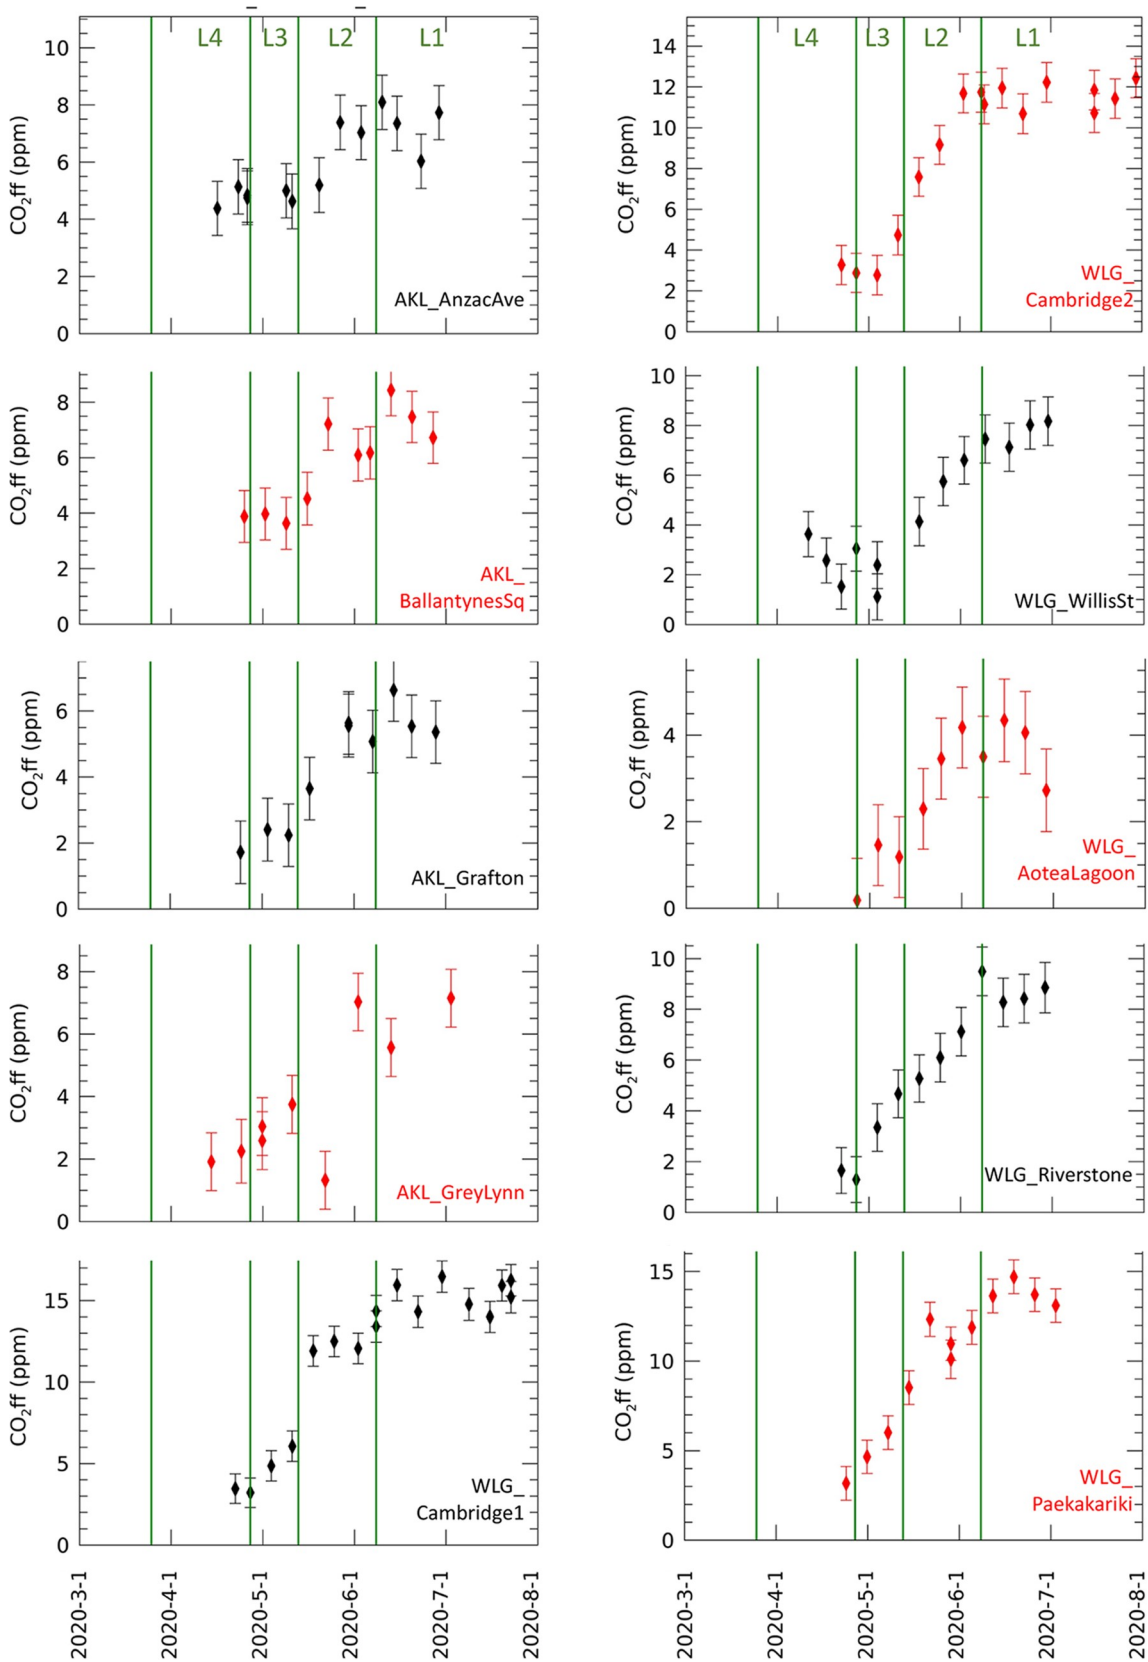 L4 L3 L2 L1
10
8
6
4
2
0
CO₂ff (ppm)
AKL_AnzacAve
8
6
4
2
0
CO₂ff (ppm)
AKL_
BallantynesSq
6
4
2
0
CO₂ff (ppm)
AKL_Grafton
8
6
4
2
0
CO₂ff (ppm)
AKL_GreyLynn
15
10
5
0
CO₂ff (ppm)
WLG_
Cambridge1
2020-3-1
2020-4-1
2020-5-1
2020-6-1
2020-7-1
2020-8-1
L4 L3 L2 L1
14
12
10
8
6
4
2
0
CO₂ff (ppm)
WLG_
Cambridge2
10
8
6
4
2
0
CO₂ff (ppm)
WLG_WillisSt
4
2
0
CO₂ff (ppm)
WLG_
AoteaLagoon
10
8
6
4
2
0
CO₂ff (ppm)
WLG_Riverstone
15
10
5
0
CO₂ff (ppm)
WLG_
Paekakariki
2020-3-1
2020-4-1
2020-5-1
2020-6-1
2020-7-1
2020-8-1